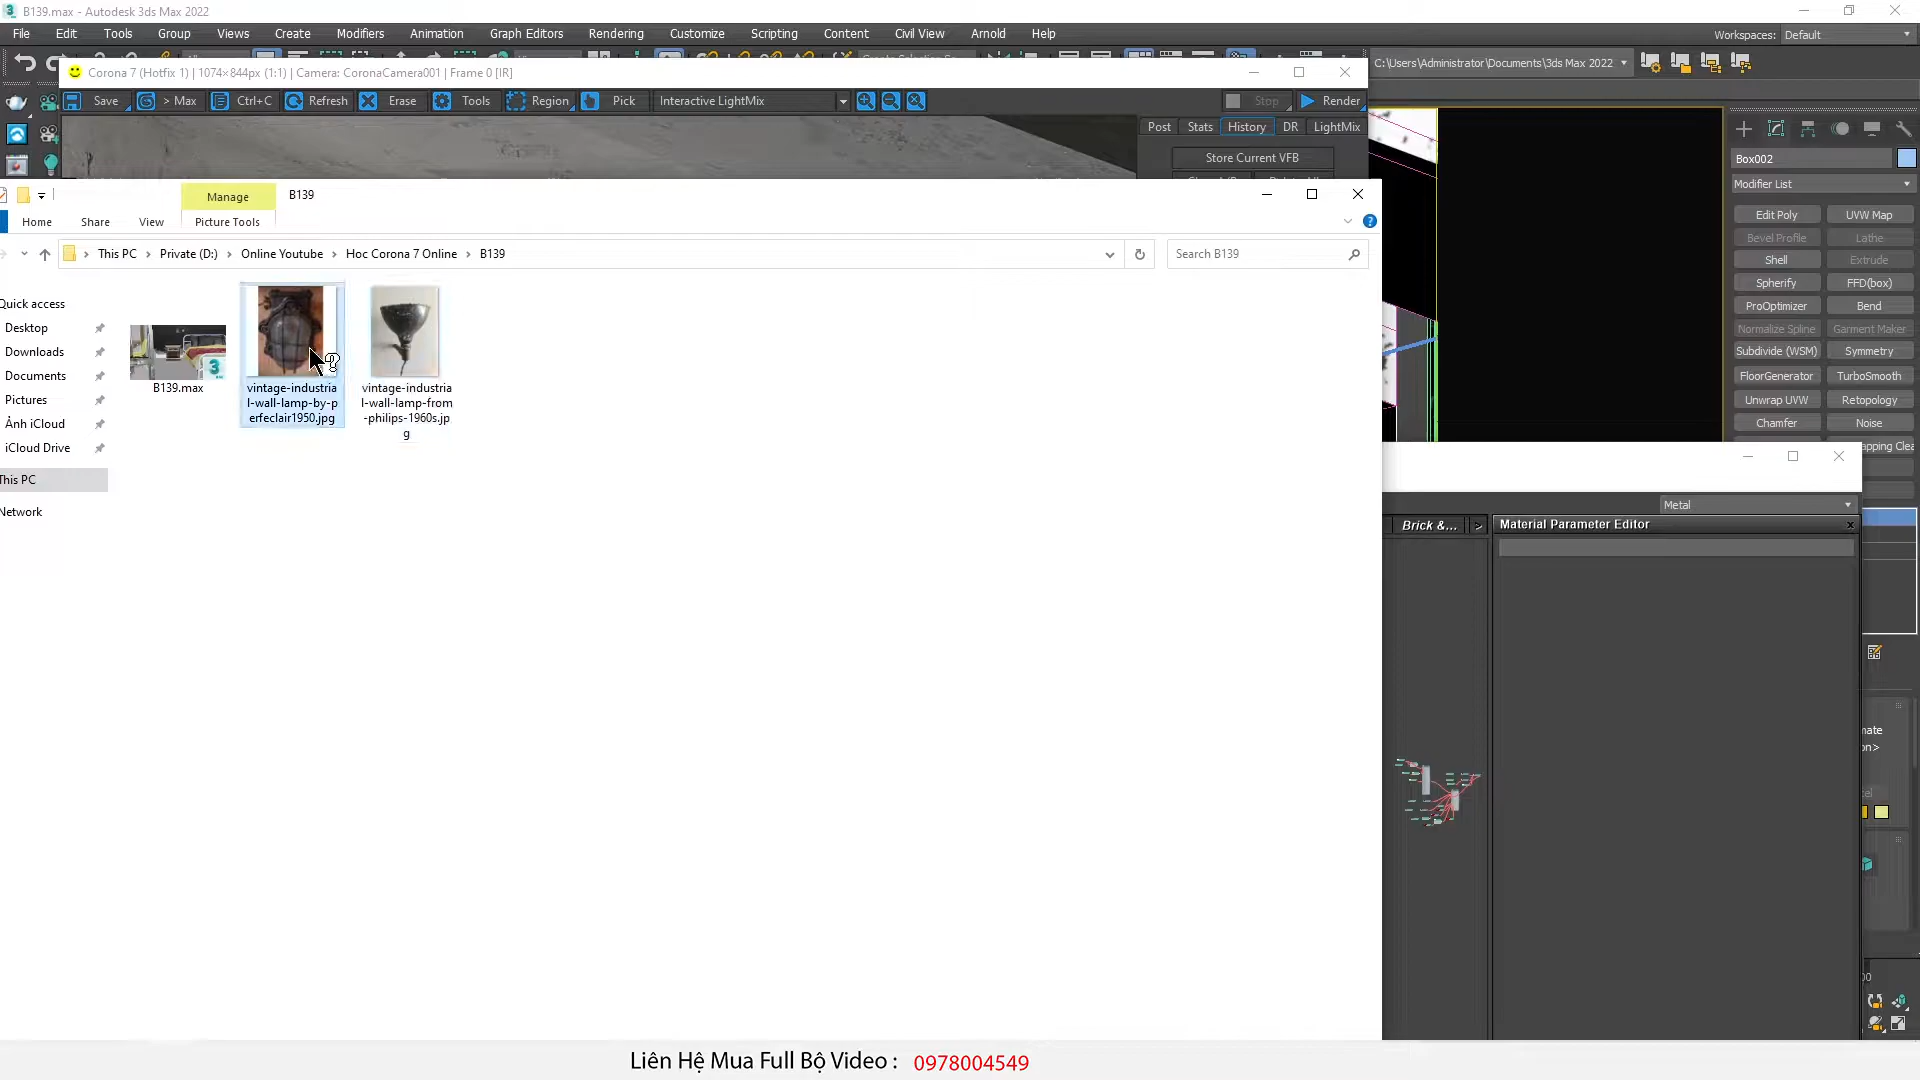 B139.max - Autodesk 3ds Max 2022
File Edit Tools Group Views Create Modifiers Animation Graph Editors Rendering Customize Scripting Content Civil View Arnold Help
Workspaces: Default
Corona 7 (Hotfix 1) | 1074×844px (1:1) | Camera: CoronaCamera001 | Frame 0 [IR]
C:\Users\Administrator\Documents\3ds Max 2022
Save > Max Ctrl+C Refresh Erase Tools Region Pick Interactive LightMix Stop Render
Post Stats History DR LightMix
Store Current VFB
Box002
Modifier List
Edit Poly UVW Map
Bevel Profile Lathe
Shell Extrude
Spherify FFD(box)
ProOptimizer Bend
Normalize Spline Garment Maker
Subdivide (WSM) Symmetry
FloorGenerator TurboSmooth
Unwrap UVW Retopology
Chamfer Noise
apping Clea
Manage B139
Home Share View Picture Tools
This PC Private (D:) Online Youtube Hoc Corona 7 Online B139
Search B139
Quick access
Desktop
Downloads
Documents
Pictures
Ảnh iCloud
iCloud Drive
This PC
Network
B139.max
vintage-industria
l-wall-lamp-by-p
erfeclair1950.jpg
vintage-industria
l-wall-lamp-from
-philips-1960s.jp
g
Metal
Brick &... >
Material Parameter Editor
mate
on>
Liên Hệ Mua Full Bộ Video : 0978004549